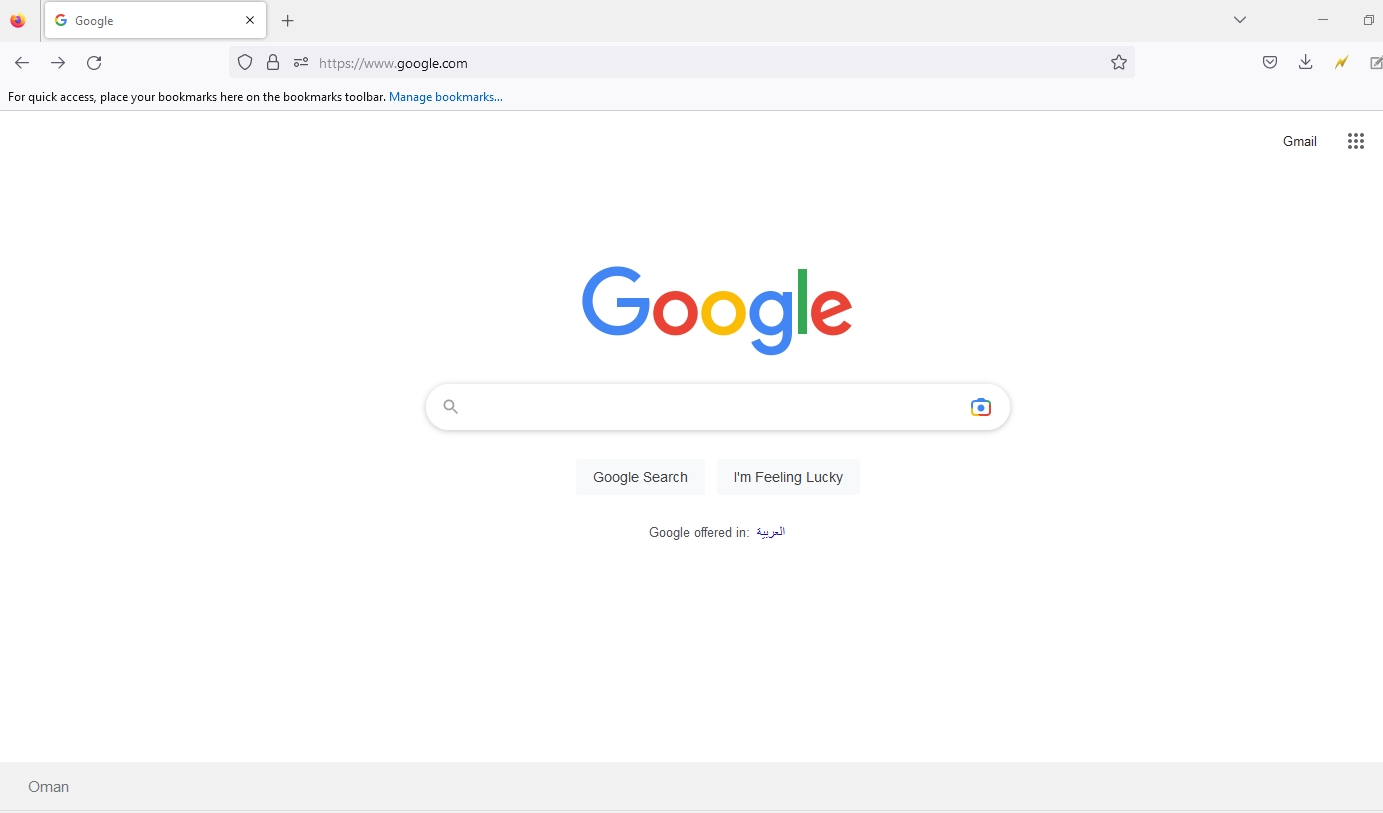 Google
https://www.google.com
For quick access, place your bookmarks here on the bookmarks toolbar. Manage bookmarks...
Gmail
Google
Google Search
I'm Feeling Lucky
Google offered in: العربية
Oman